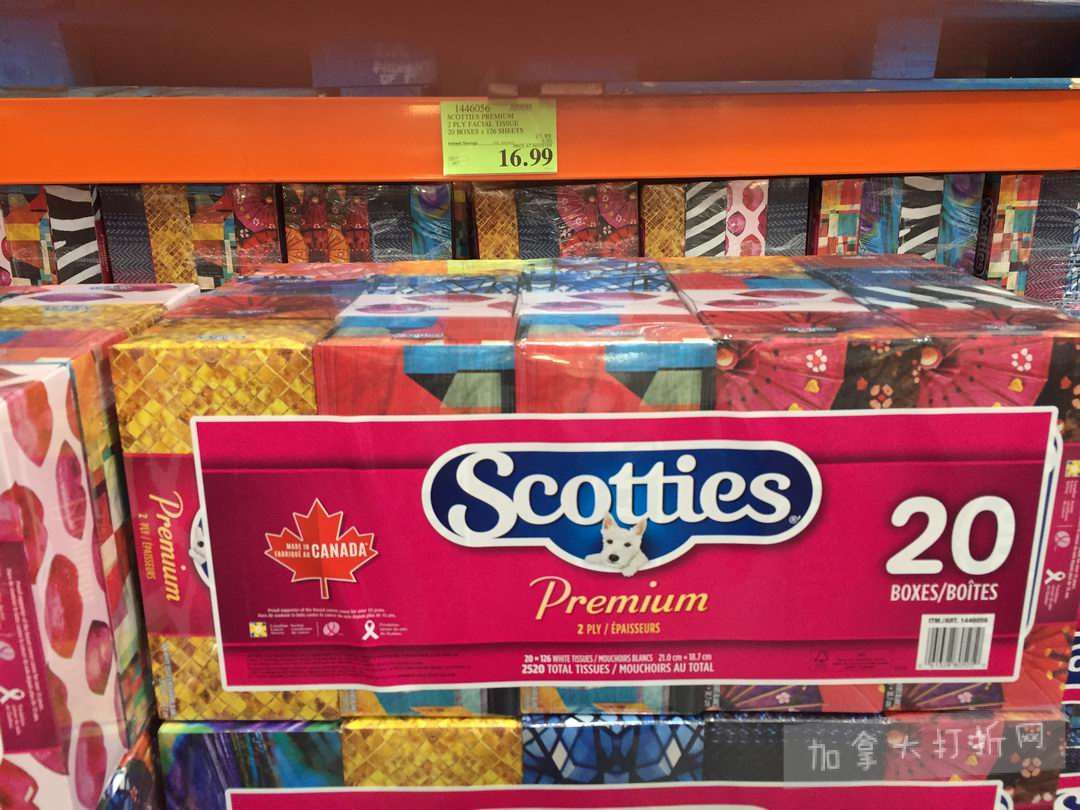 1446056
SCOTTIES PREMIUM
2 PLY FACIAL TISSUE
20 BOXES x 126 SHEETS
16.99
Scotties®
Premium
2 PLY / ÉPAISSEURS
MADE IN
FABRIQUÉ au CANADA
20
BOXES/BOÎTES
20 × 126 WHITE TISSUES / MOUCHOIRS BLANCS 21.0 cm × 18.7 cm
2520 TOTAL TISSUES / MOUCHOIRS AU TOTAL
ITM./ART. 1446056
Premium
2 PLY / ÉPAISSEURS
加拿大打折网